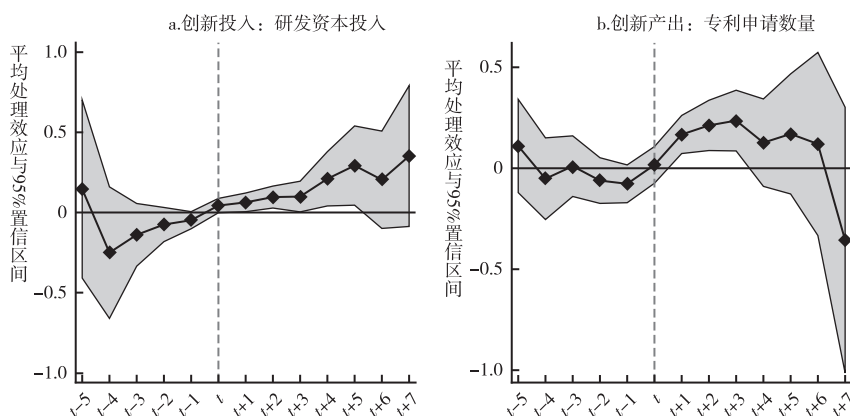 a.创新投入：研发资本投入
平均处理效应与95%置信区间
1.0
0.5
0
−0.5
−1.0
t−5
t−4
t−3
t−2
t−1
t
t+1
t+2
t+3
t+4
t+5
t+6
t+7
b.创新产出：专利申请数量
平均处理效应与95%置信区间
0.5
0
−0.5
−1.0
t−5
t−4
t−3
t−2
t−1
t
t+1
t+2
t+3
t+4
t+5
t+6
t+7